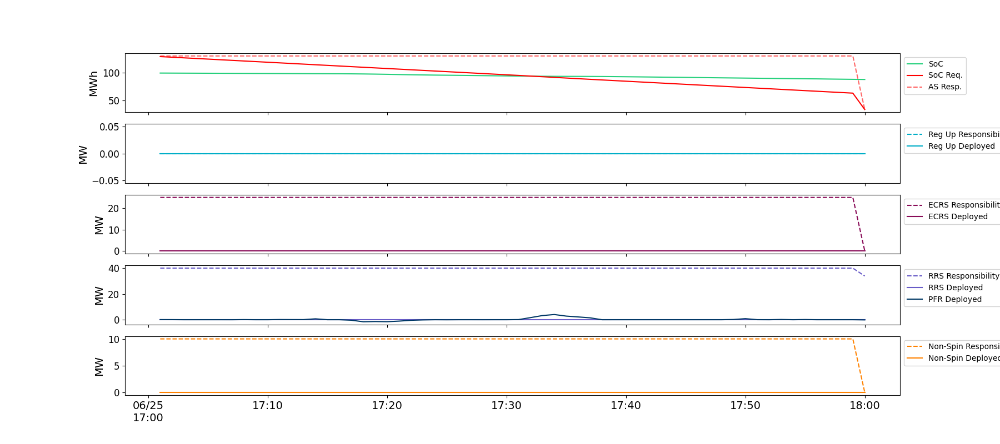 MWh
100
50
SoC
SoC Req.
AS Resp.
MW
0.05
0.00
−0.05
Reg Up Responsibi
Reg Up Deployed
MW
20
10
0
ECRS Responsibilit
ECRS Deployed
MW
40
20
0
RRS Responsibility
RRS Deployed
PFR Deployed
MW
10
5
0
Non-Spin Responsi
Non-Spin Deployed
06/25 17:10 17:20 17:30 17:40 17:50 18:00
17:00